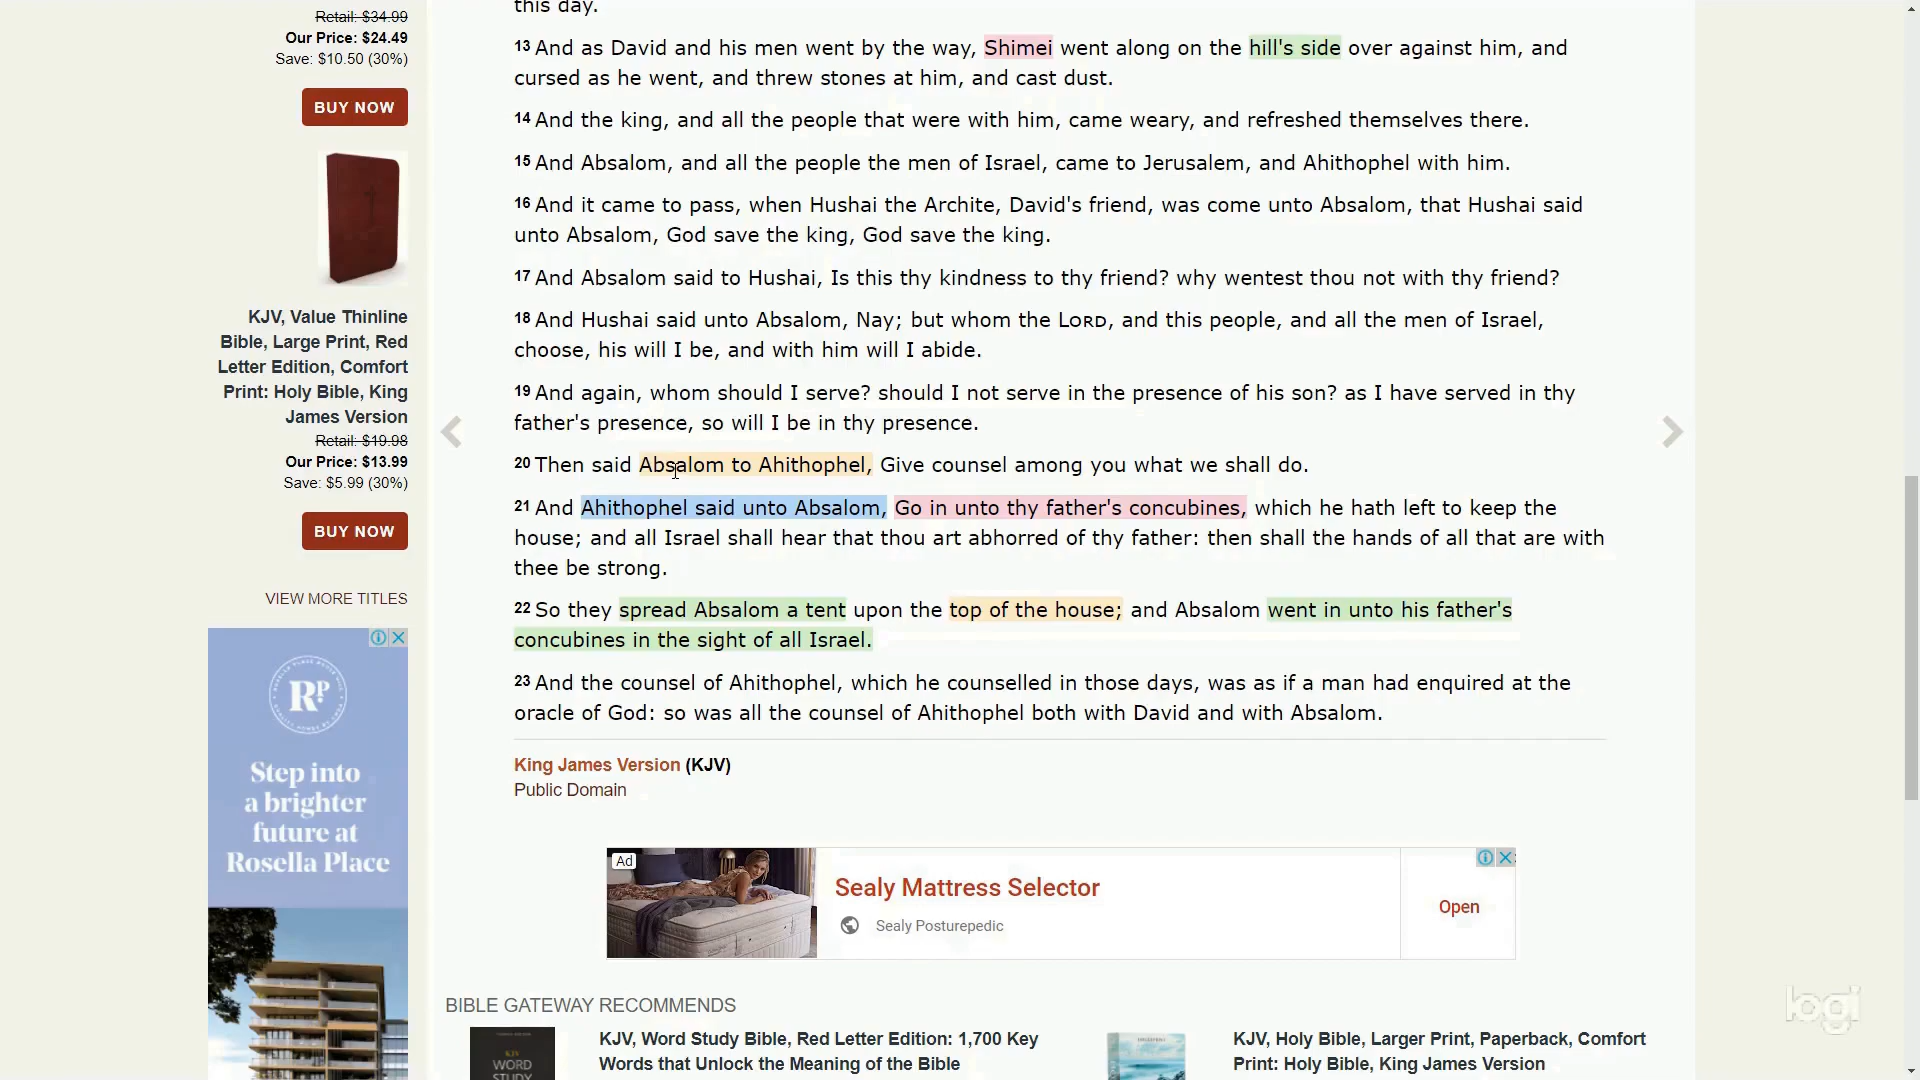 Retail: $34.99
Our Price: $24.49
Save: $10.50 (30%)
BUY NOW
KJV, Value Thinline
Bible, Large Print, Red
Letter Edition, Comfort
Print: Holy Bible, King
James Version
Retail: $19.98
Our Price: $13.99
Save: $5.99 (30%)
BUY NOW
VIEW MORE TITLES
RP
Step into
a brighter
future at
Rosella Place
this day.
13 And as David and his men went by the way, Shimei went along on the hill's side over against him, and
cursed as he went, and threw stones at him, and cast dust.
14 And the king, and all the people that were with him, came weary, and refreshed themselves there.
15 And Absalom, and all the people the men of Israel, came to Jerusalem, and Ahithophel with him.
16 And it came to pass, when Hushai the Archite, David's friend, was come unto Absalom, that Hushai said
unto Absalom, God save the king, God save the king.
17 And Absalom said to Hushai, Is this thy kindness to thy friend? why wentest thou not with thy friend?
18 And Hushai said unto Absalom, Nay; but whom the LORD, and this people, and all the men of Israel,
choose, his will I be, and with him will I abide.
19 And again, whom should I serve? should I not serve in the presence of his son? as I have served in thy
father's presence, so will I be in thy presence.
20 Then said Absalom to Ahithophel, Give counsel among you what we shall do.
21 And Ahithophel said unto Absalom, Go in unto thy father's concubines, which he hath left to keep the
house; and all Israel shall hear that thou art abhorred of thy father: then shall the hands of all that are with
thee be strong.
22 So they spread Absalom a tent upon the top of the house; and Absalom went in unto his father's
concubines in the sight of all Israel.
23 And the counsel of Ahithophel, which he counselled in those days, was as if a man had enquired at the
oracle of God: so was all the counsel of Ahithophel both with David and with Absalom.
King James Version (KJV)
Public Domain
Ad
Sealy Mattress Selector
Sealy Posturepedic
Open
BIBLE GATEWAY RECOMMENDS
KJV, Word Study Bible, Red Letter Edition: 1,700 Key
Words that Unlock the Meaning of the Bible
KJV
WORD
STUDY
KJV, Holy Bible, Larger Print, Paperback, Comfort
Print: Holy Bible, King James Version
logi